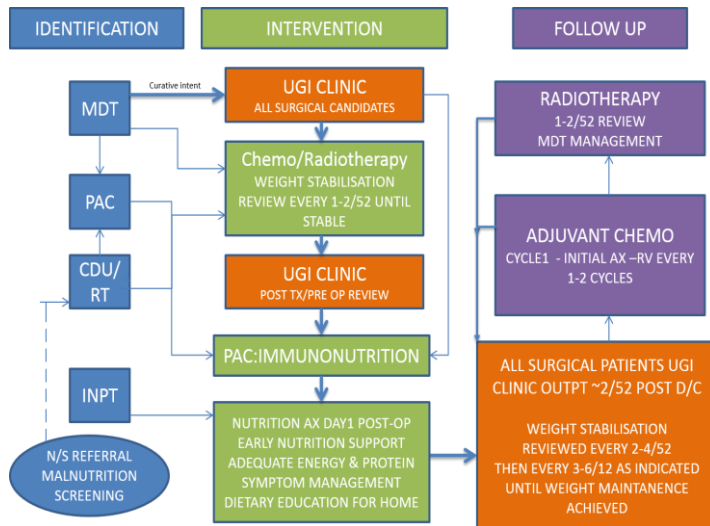 IDENTIFICATION
INTERVENTION
FOLLOW UP
MDT
Curative intent
UGI CLINIC
ALL SURGICAL CANDIDATES
RADIOTHERAPY
1-2/52 REVIEW
MDT MANAGEMENT
PAC
Chemo/Radiotherapy
WEIGHT STABILISATION
REVIEW EVERY 1-2/52 UNTIL
STABLE
ADJUVANT CHEMO
CYCLE1 - INITIAL AX –RV EVERY
1-2 CYCLES
CDU/
RT
UGI CLINIC
POST TX/PRE OP REVIEW
PAC:IMMUNONUTRITION
INPT
NUTRITION AX DAY1 POST-OP
EARLY NUTRITION SUPPORT
ADEQUATE ENERGY & PROTEIN
SYMPTOM MANAGEMENT
DIETARY EDUCATION FOR HOME
ALL SURGICAL PATIENTS UGI
CLINIC OUTPT ~2/52 POST D/C
WEIGHT STABILISATION
REVIEWED EVERY 2-4/52
THEN EVERY 3-6/12 AS INDICATED
UNTIL WEIGHT MAINTANENCE
ACHIEVED
N/S REFERRAL
MALNUTRITION
SCREENING